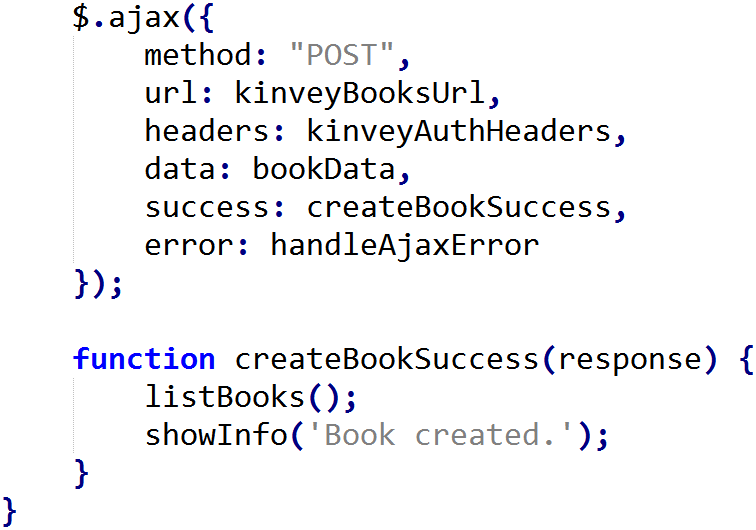 $.ajax({
    method: "POST",
    url: kinveyBooksUrl,
    headers: kinveyAuthHeaders,
    data: bookData,
    success: createBookSuccess,
    error: handleAjaxError
});
function createBookSuccess(response) {
    listBooks();
    showInfo('Book created.');
}
}